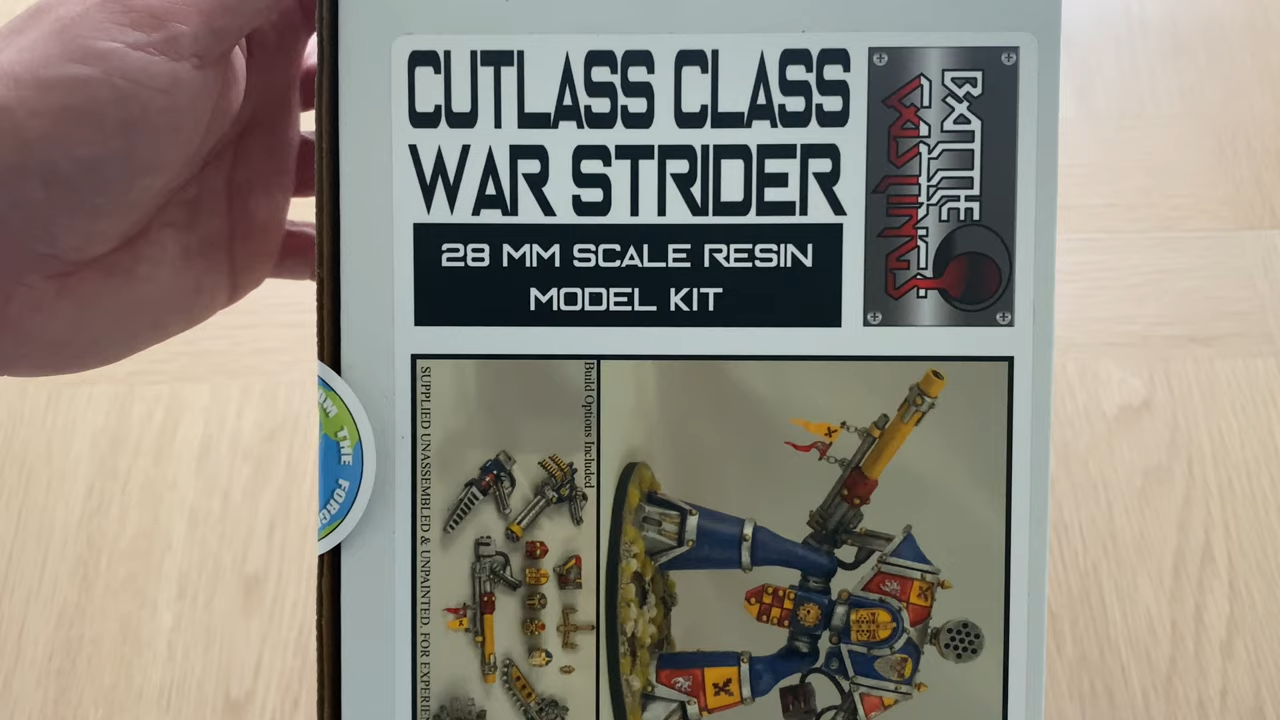 CUTLASS CLASS
WAR STRIDER
28 MM SCALE RESIN
MODEL KIT
BATTLE
CASTINGS
Build Options Included
SUPPLIED UNASSEMBLED & UNPAINTED. FOR
THE